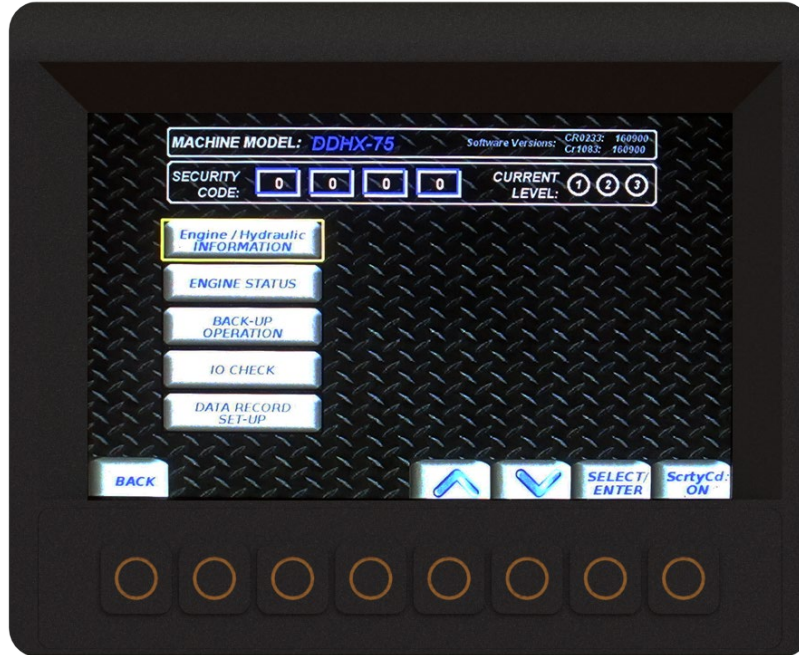 MACHINE MODEL: DDHX-75 Software Versions: CR0233: 160900
Cr1083: 160900
SECURITY CODE: 0 0 0 0 CURRENT LEVEL: 1 2 3
Engine / Hydraulic
INFORMATION
ENGINE STATUS
BACK-UP
OPERATION
IO CHECK
DATA RECORD
SET-UP
BACK
SELECT/
ENTER
ScrtyCd:
ON